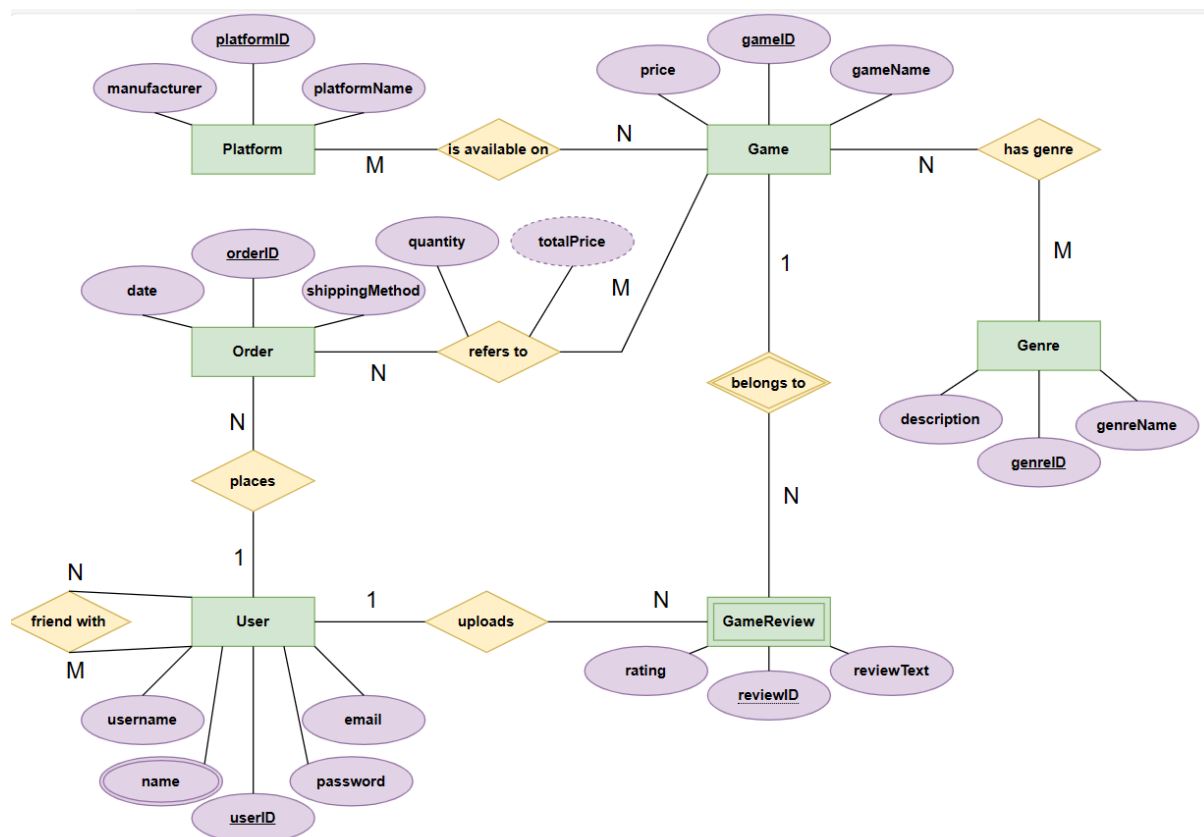 platformID
gameID
manufacturer
platformName
price
gameName
Platform
is available on
Game
has genre
M
N
N
quantity
totalPrice
orderID
date
shippingMethod
1
M
M
Order
refers to
Genre
N
belongs to
N
description
genreName
genreID
places
N
1
N
friend with
User
1
uploads
N
GameReview
M
rating
reviewText
reviewID
username
email
name
password
userID